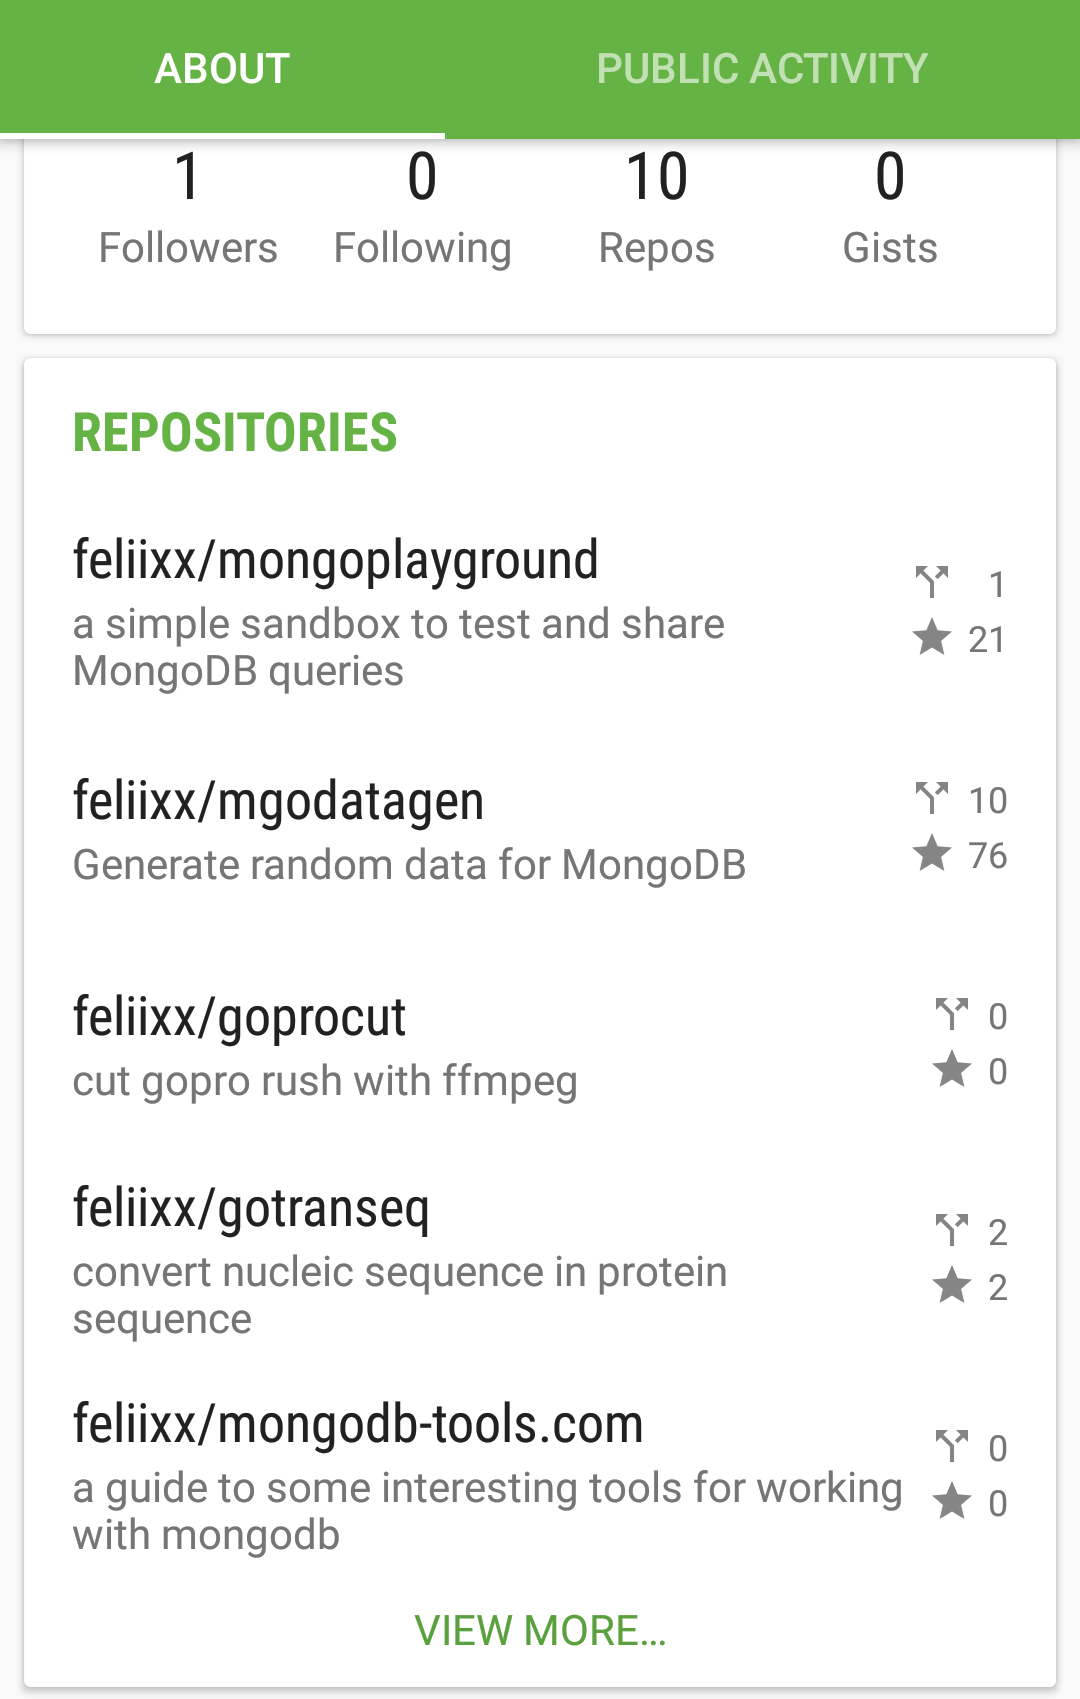 ABOUT PUBLIC ACTIVITY
1 0 10 0
Followers Following Repos Gists
REPOSITORIES
feliixx/mongoplayground
a simple sandbox to test and share
MongoDB queries
1
21
feliixx/mgodatagen
Generate random data for MongoDB
10
76
feliixx/goprocut
cut gopro rush with ffmpeg
0
0
feliixx/gotranseq
convert nucleic sequence in protein
sequence
2
2
feliixx/mongodb-tools.com
a guide to some interesting tools for working
with mongodb
0
0
VIEW MORE...